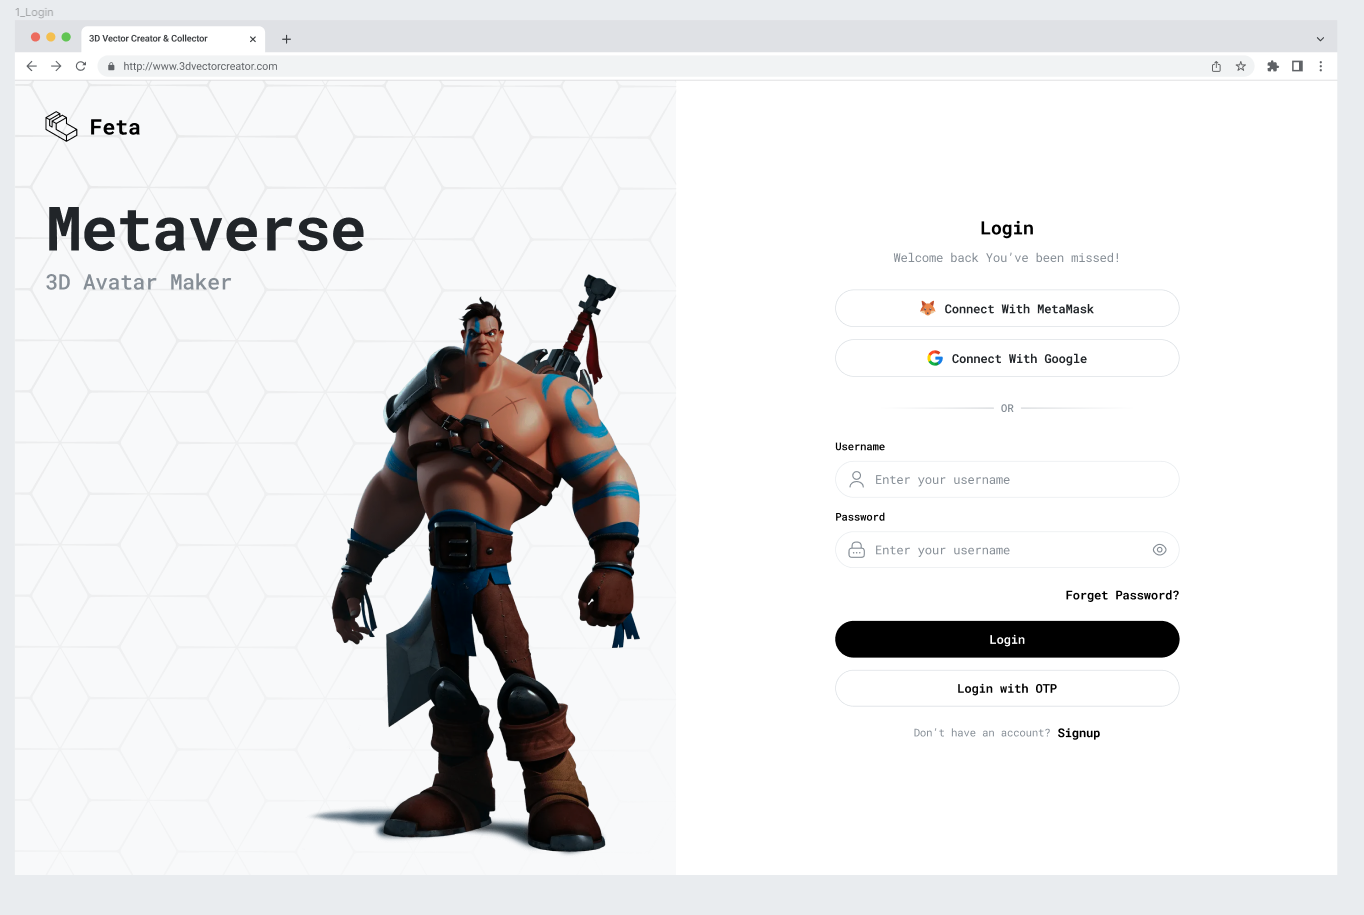 1_Login
3D Vector Creator & Collector
http://www.3dvectorcreator.com
Feta
Metaverse
3D Avatar Maker
Login
Welcome back You've been missed!
Connect With MetaMask
Connect With Google
OR
Username
Enter your username
Password
Enter your username
Forget Password?
Login
Login with OTP
Don't have an account? Signup